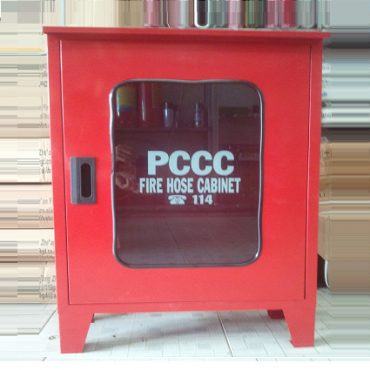 PCCC
FIRE HOSE CABINET
☎ 114